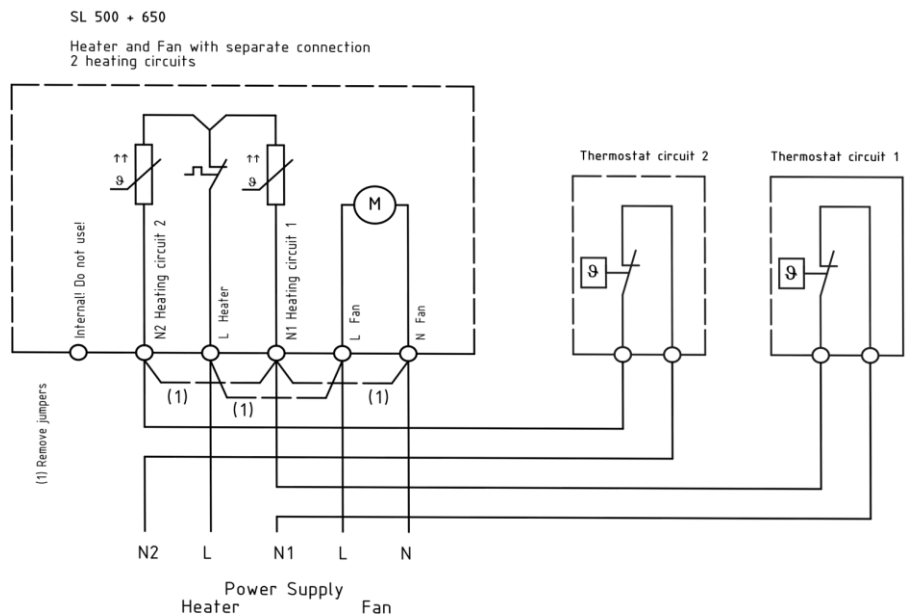 SL 500 + 650
Heater and Fan with separate connection
2 heating circuits
Thermostat circuit 2
Thermostat circuit 1
↑↑
ϑ
↑↑
ϑ
M
ϑ
ϑ
Internal! Do not use!
N2 Heating circuit 2
L Heater
N1 Heating circuit 1
L Fan
N Fan
(1)
(1)
(1)
(1) Remove jumpers
N2
L
N1
L
N
Power Supply
Heater
Fan